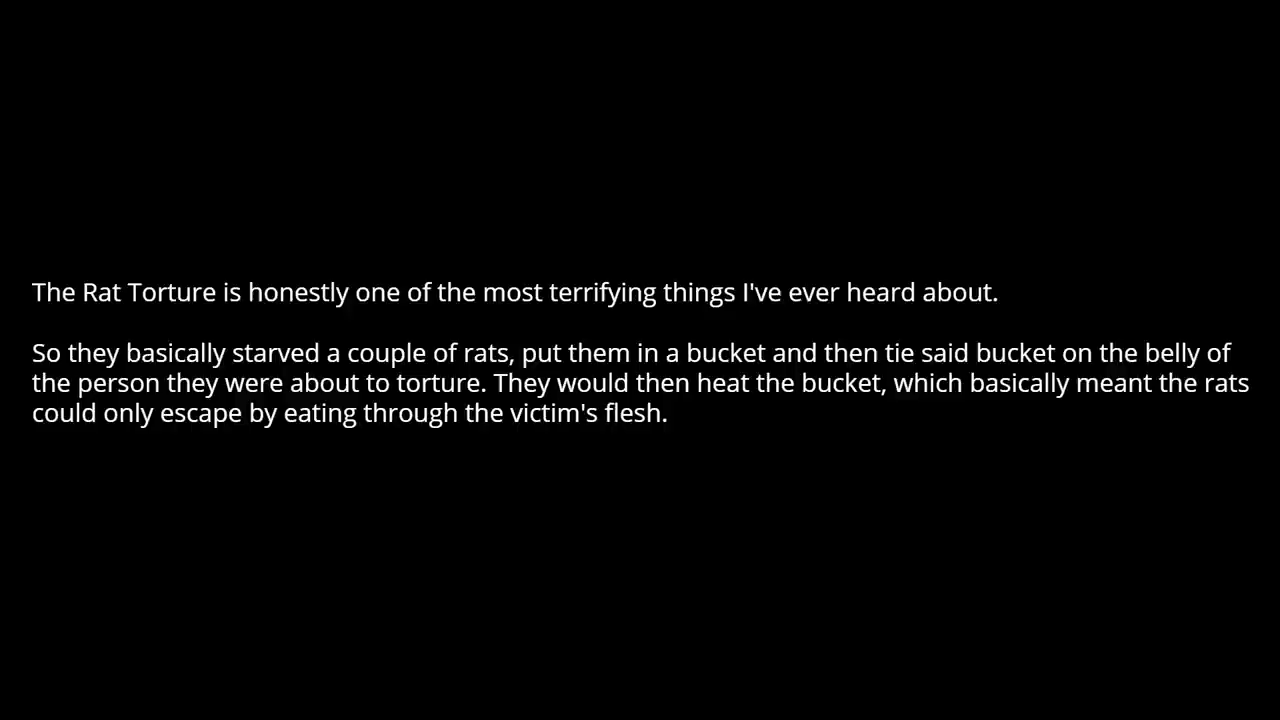 The Rat Torture is honestly one of the most terrifying things I've ever heard about.
So they basically starved a couple of rats, put them in a bucket and then tie said bucket on the belly of
the person they were about to torture. They would then heat the bucket, which basically meant the rats
could only escape by eating through the victim's flesh.